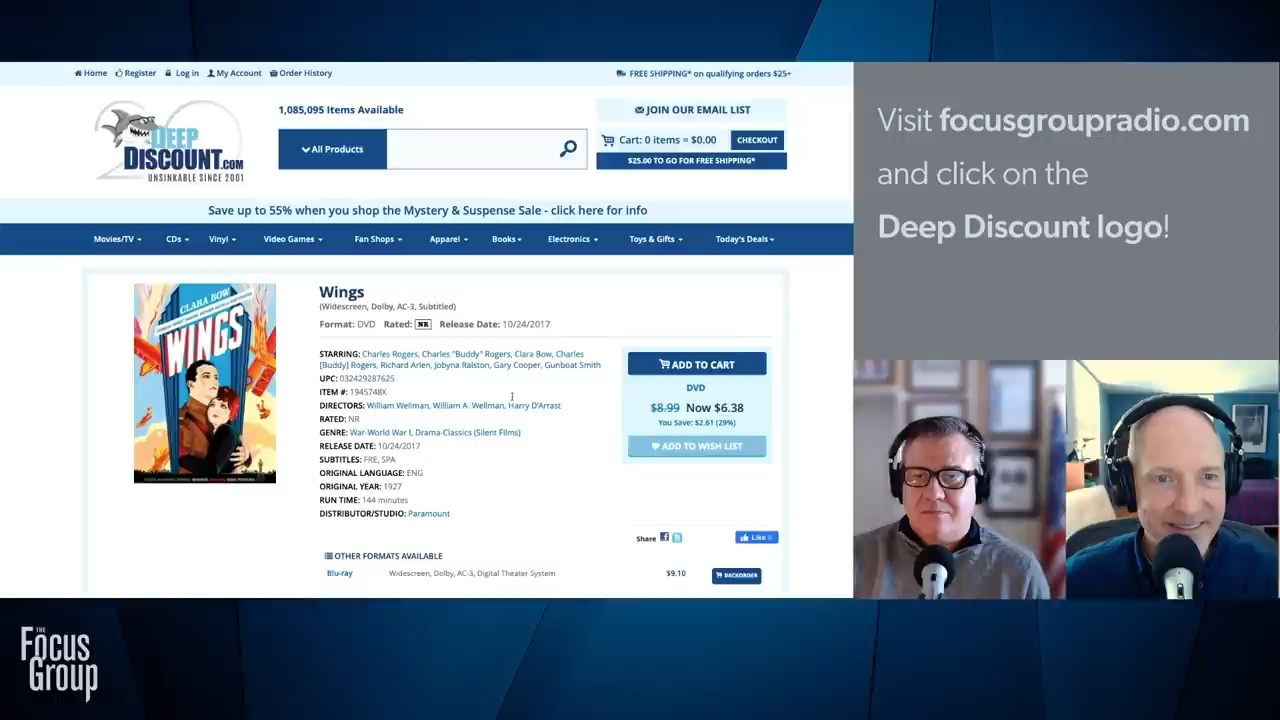 Home Register Log in My Account Order History
FREE SHIPPING* on qualifying orders $25+
20
DEEP
DISCOUNT.COM
UNSINKABLE SINCE 2001
1,085,095 Items Available
All Products
JOIN OUR EMAIL LIST
Cart: 0 items = $0.00 CHECKOUT
$25.00 TO GO FOR FREE SHIPPING*
Save up to 55% when you shop the Mystery & Suspense Sale - click here for info
Movies/TV CDs Vinyl Video Games Fan Shops Apparel Books Electronics Toys & Gifts Today's Deals
CLARA BOW
WINGS
Wings
(Widescreen, Dolby, AC-3, Subtitled)
Format: DVD Rated: NR Release Date: 10/24/2017
STARRING: Charles Rogers, Charles "Buddy" Rogers, Clara Bow, Charles
[Buddy] Rogers, Richard Arlen, Jobyna Ralston, Gary Cooper, Gunboat Smith
UPC: 032429287625
ITEM #: 1945748X
DIRECTORS: William Wellman, William A. Wellman, Harry D'Arrast
RATED: NR
GENRE: War-World War I, Drama-Classics (Silent Films)
RELEASE DATE: 10/24/2017
SUBTITLES: FRE, SPA
ORIGINAL LANGUAGE: ENG
ORIGINAL YEAR: 1927
RUN TIME: 144 minutes
DISTRIBUTOR/STUDIO: Paramount
ADD TO CART
DVD
$8.99 Now $6.38
You Save: $2.61 (29%)
ADD TO WISH LIST
Share
Like 0
OTHER FORMATS AVAILABLE
Blu-ray Widescreen, Dolby, AC-3, Digital Theater System $9.10 BACKORDER
Visit focusgroupradio.com
and click on the
Deep Discount logo!
THE
Focus
Group